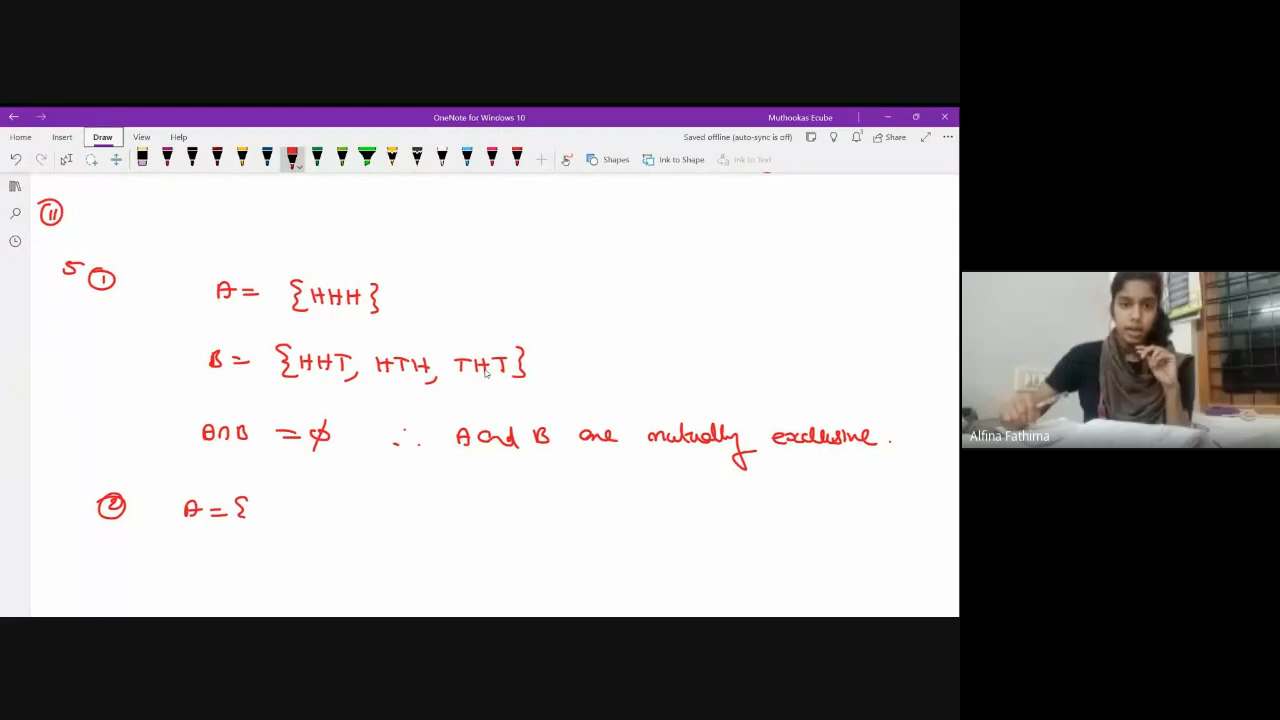 OneNote for Windows 10
Muthookas Ecube
Home Insert Draw View Help
Saved offline (auto-sync is off)
Share
Shapes
Ink to Shape
Ink to Text
11
5 1 A = {HHH}
B = {HHT, HTH, THT}
A∩B = ϕ ∴ A and B are mutually exclusive.
2 A = {
Alfina Fathima